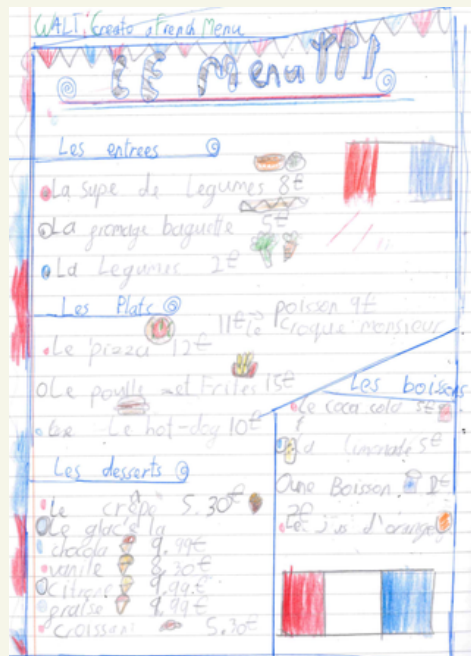 WALT: Create a French Menu
LE Menu
Les entrees
La supe de Legumes 8€
La fromage baguette 5€
La Legumes 2€
Les Plats
poisson 9€
11€ le croque monsieur
Le pizza 12€
Le poulle et Frites 15€
Le hot-dog 10€
Les boissons
Le coca cola 5€
la limonade 5€
une Boisson 1€
2€
Le jus d'orange
Les desserts
Le crêpe 5.30€
Le glac's la
chocola 9.99€
vanile 8.30€
citrons 9.99€
fraise 9.99€
croissant 5.30€